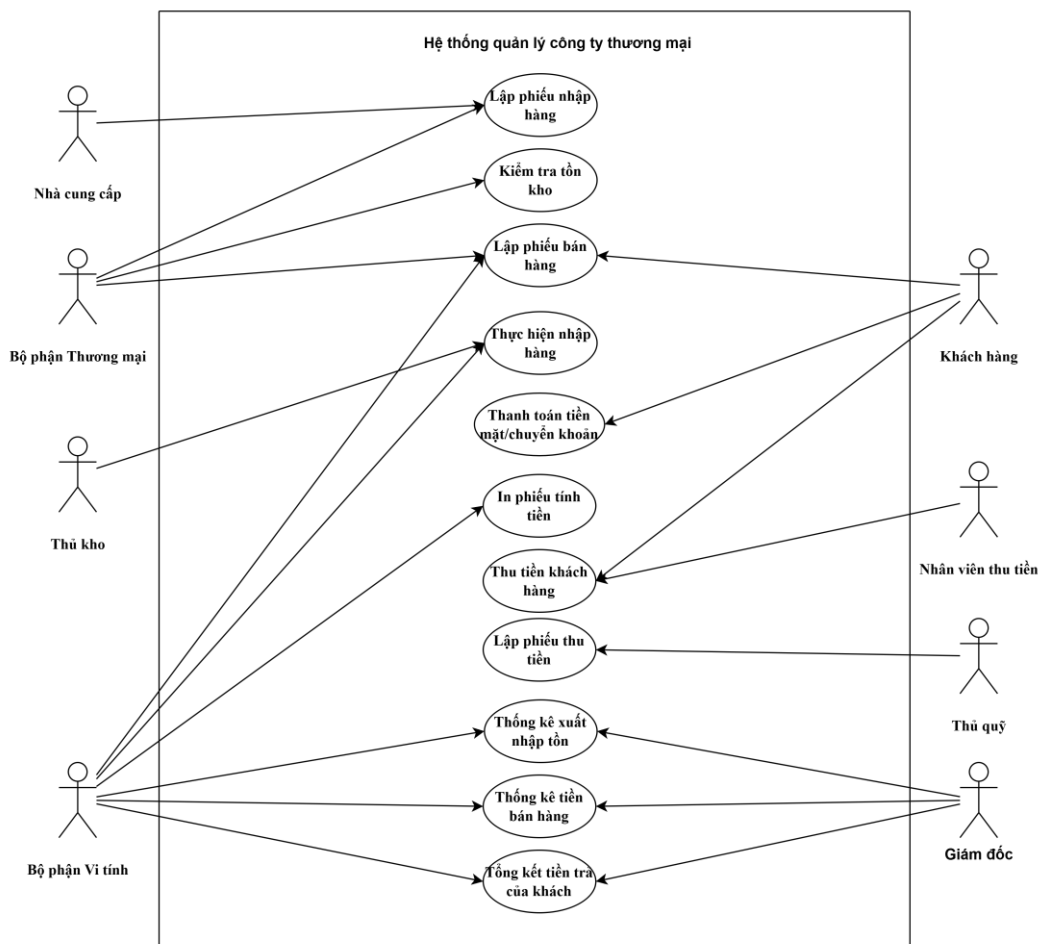 Hệ thống quản lý công ty thương mại
Lập phiếu nhập
hàng
Nhà cung cấp
Kiểm tra tồn
kho
Lập phiếu bán
hàng
Bộ phận Thương mại
Khách hàng
Thực hiện nhập
hàng
Thanh toán tiền
mặt/chuyển khoản
Thủ kho
In phiếu tính
tiền
Thu tiền khách
hàng
Nhân viên thu tiền
Lập phiếu thu
tiền
Thủ quỹ
Thống kê xuất
nhập tồn
Thống kê tiền
bán hàng
Bộ phận Vi tính
Giám đốc
Tổng kết tiền trả
của khách